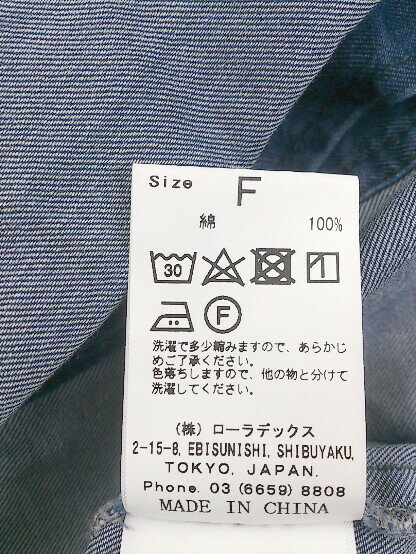 Size F
綿 100%
30
F
洗濯で多少縮みますので、あらかじ
めご了承ください。
色落ちしますので、他の物と分けて
洗濯してください。
(株) ローラデックス
2-15-8, EBISUNISHI, SHIBUYAKU,
TOKYO, JAPAN.
Phone. 03 (6659) 8808
MADE IN CHINA